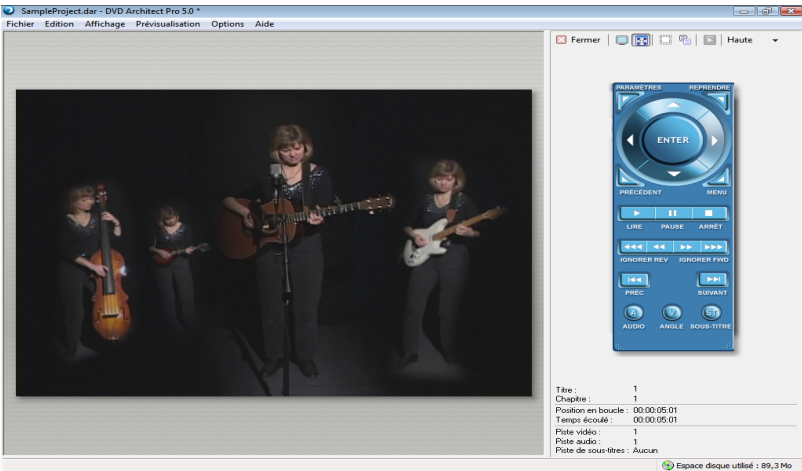 SampleProject.dar - DVD Architect Pro 5.0 *
Fichier Edition Affichage Prévisualisation Options Aide
Fermer Haute
PARAMÈTRES REPRENDRE
ENTER
PRÉCÉDENT MENU
LIRE PAUSE ARRÊT
IGNORER REV IGNORER FWD
PRÉC SUIVANT
A V ST
AUDIO ANGLE SOUS-TITRE
Titre : 1
Chapitre : 1
Position en boucle : 00:00:05:01
Temps écoulé : 00:00:05:01
Piste vidéo : 1
Piste audio : 1
Piste de sous-titres : Aucun
Espace disque utilisé : 89,3 Mo